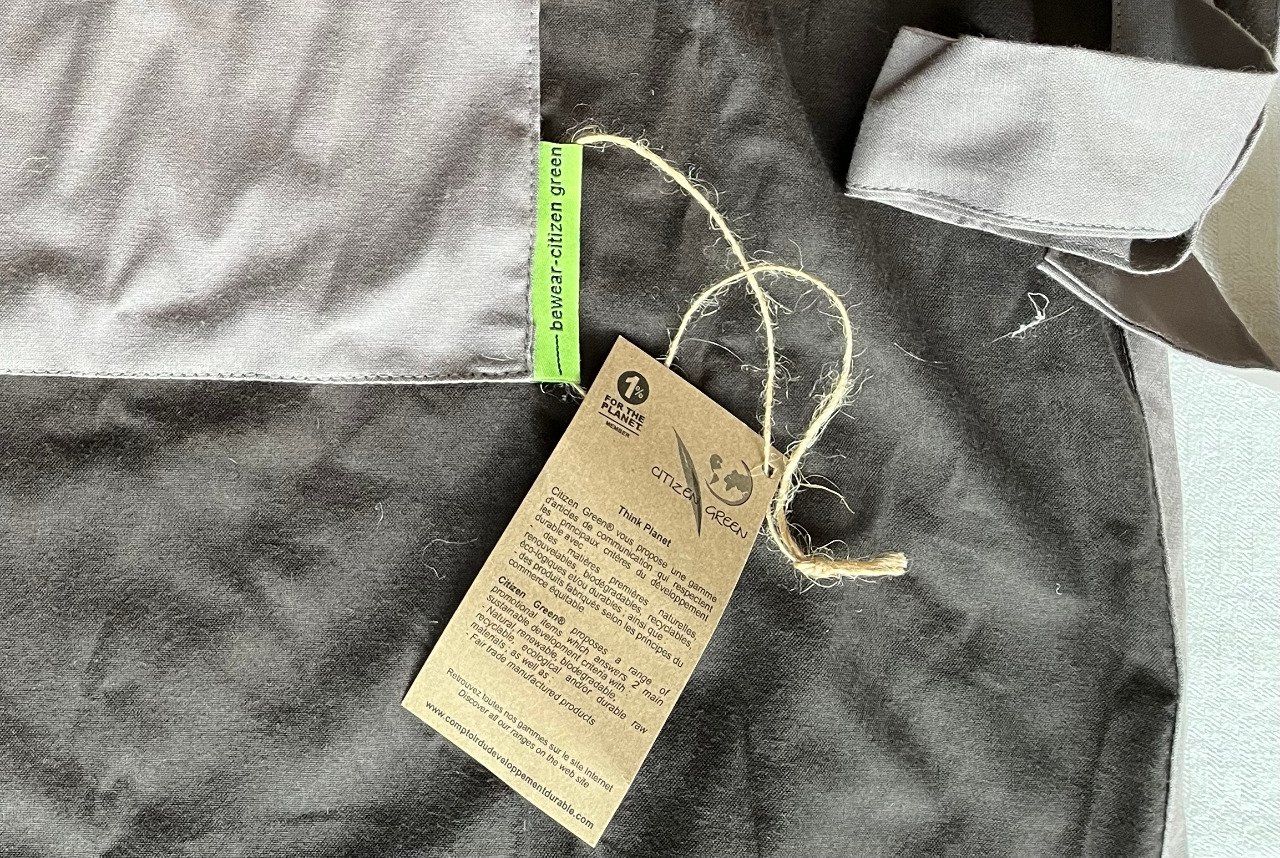 bewear-citizen green
1%
FOR THE
PLANET
MEMBER
CITIZEN GREEN
Think Planet
Citizen Green® vous propose une gamme
d'articles de communication qui respectent
les principaux critères du développement
durable avec :
- des matières premières naturelles,
renouvelables, biodégradables, recyclables,
éco-logiques et/ou durables, ainsi que
- des produits fabriqués selon les principes du
commerce équitable.
Citizen Green® proposes a range of
promotional items which answers 2 main
sustainable development criteria with :
- Natural renewable, biodegradable,
recyclable, ecological and/or durable raw
materials, as well as
- Fair trade manufactured products
Retrouvez toutes nos gammes sur le site Internet
Discover all our ranges on the web site
www.comptoirdudeveloppementdurable.com